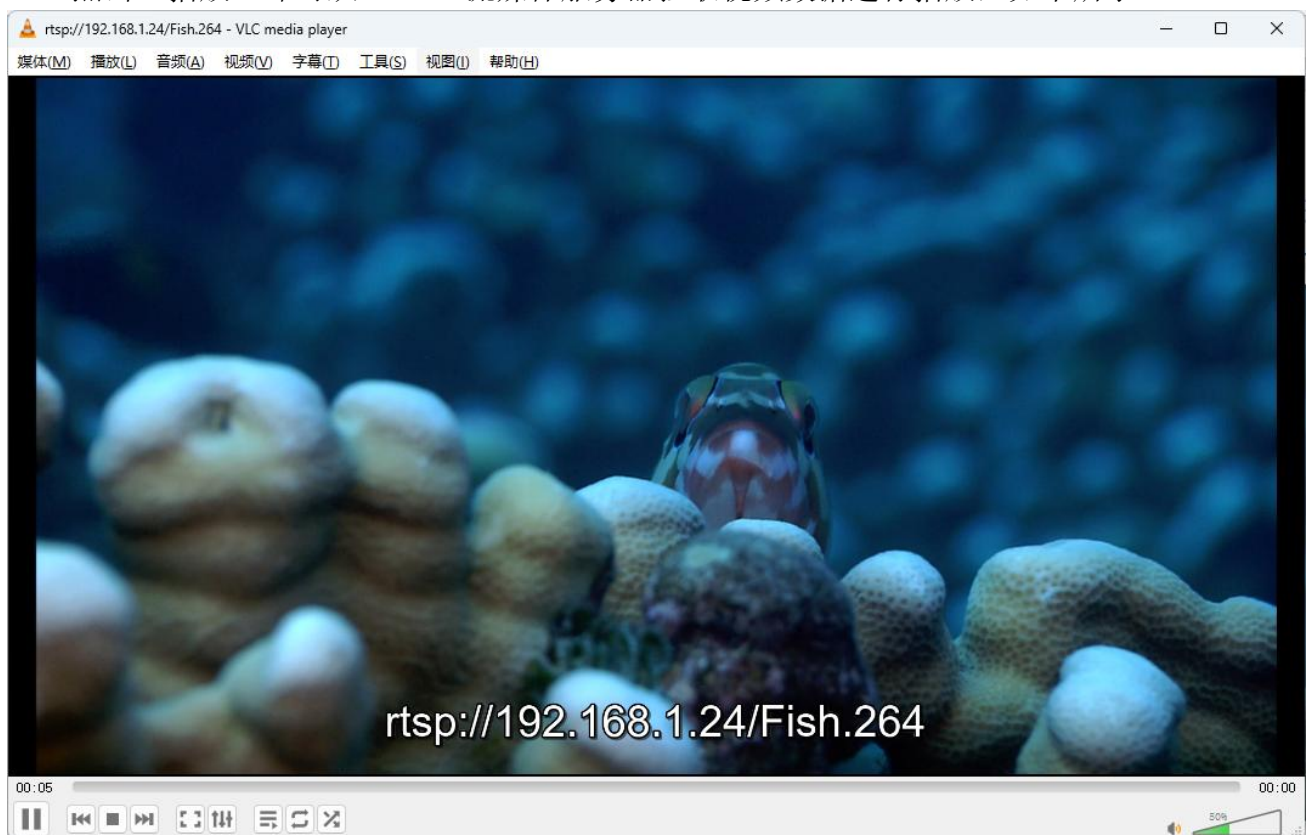 rtsp://192.168.1.24/Fish.264 - VLC media player
媒体(M) 播放(L) 音频(A) 视频(V) 字幕(T) 工具(S) 视图(I) 帮助(H)
rtsp://192.168.1.24/Fish.264
00:05 00:00
50%